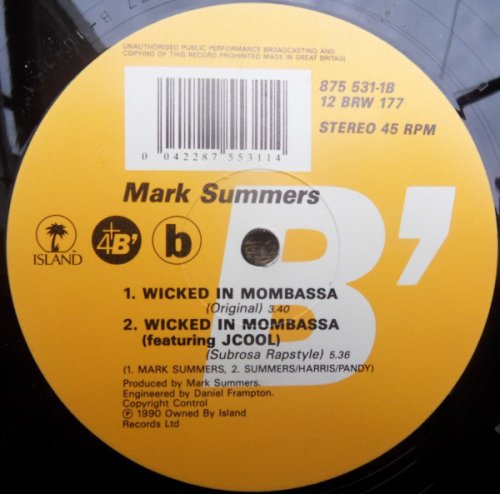 UNAUTHORISED PUBLIC PERFORMANCE BROADCASTING AND
COPYING OF THIS RECORD PROHIBITED MADE IN GREAT BRITAIN.
875 531-1B
12 BRW 177
STEREO 45 RPM
0 042287 553114
Mark Summers
B'
ISLAND
4B'
b
1. WICKED IN MOMBASSA
(Original) 3.40
2. WICKED IN MOMBASSA
(featuring JCOOL)
(Subrosa Rapstyle) 5.36
(1. MARK SUMMERS, 2. SUMMERS/HARRIS/PANDY)
Produced by Mark Summers.
Engineered by Daniel Frampton.
Copyright Control
℗ 1990 Owned By Island
Records Ltd